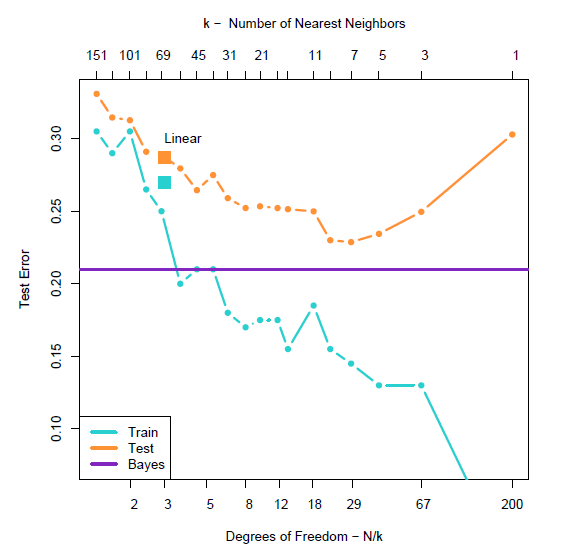 k − Number of Nearest Neighbors
151 101 69 45 31 21 11 7 5 3 1
Linear
Test Error
0.30
0.25
0.20
0.15
0.10
Train
Test
Bayes
2 3 5 8 12 18 29 67 200
Degrees of Freedom − N/k